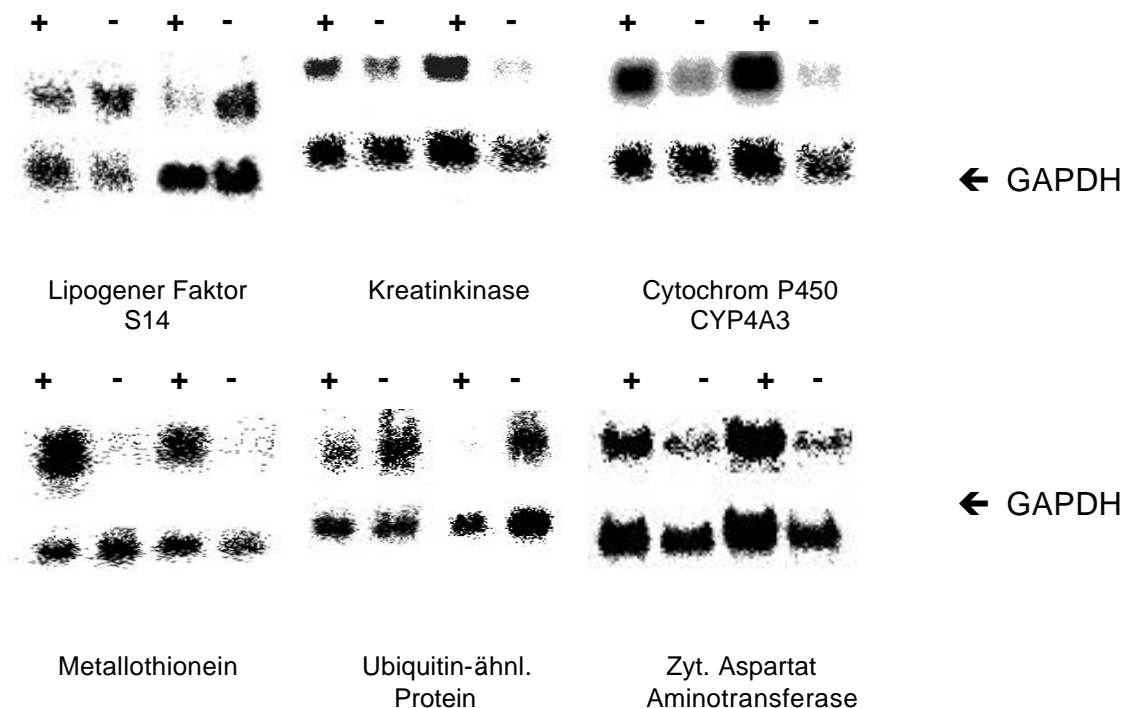 + - + - + - + - + - + -
← GAPDH
Lipogener Faktor
S14
Kreatinkinase
Cytochrom P450
CYP4A3
+ - + - + - + - + - + -
← GAPDH
Metallothionein
Ubiquitin-ähnl.
Protein
Zyt. Aspartat
Aminotransferase